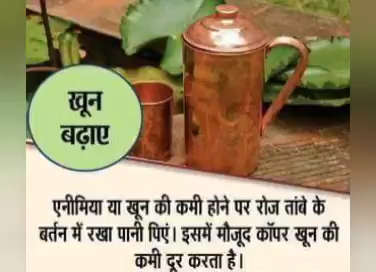 खून
बढ़ाए
एनीमिया या खून की कमी होने पर रोज तांबे के
बर्तन में रखा पानी पिएं। इसमें मौजूद कॉपर खून की
कमी दूर करता है।